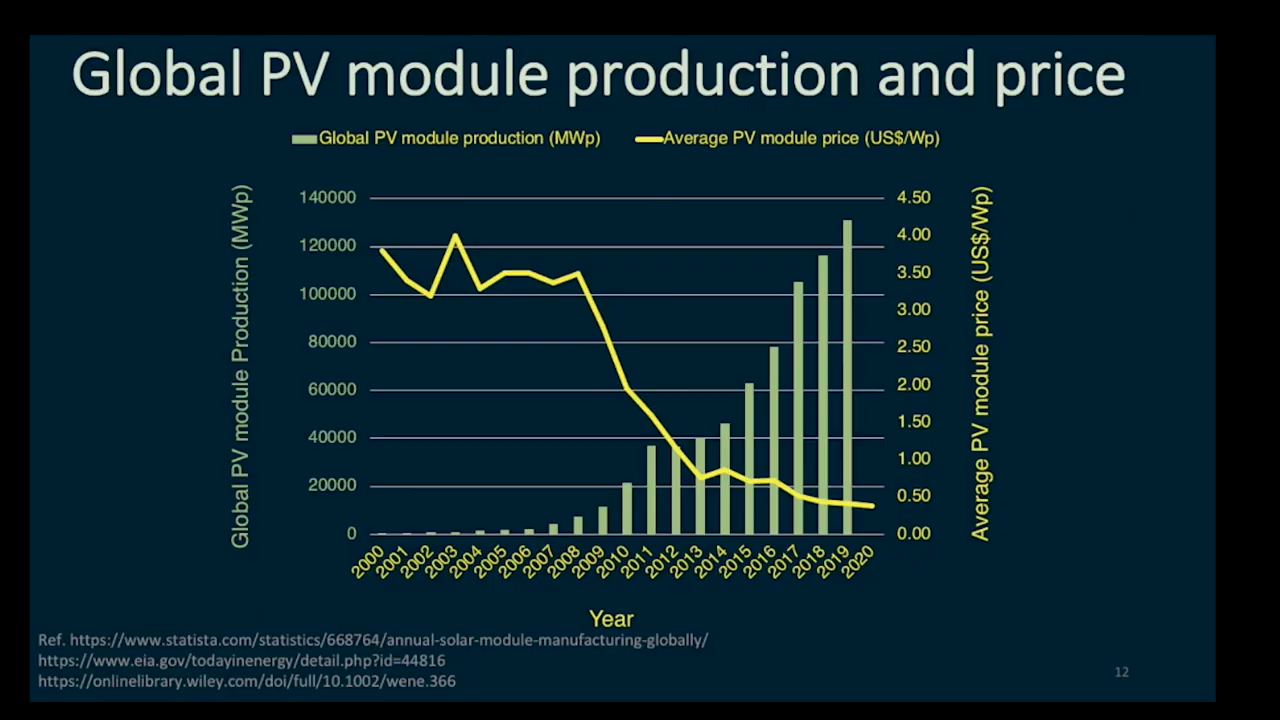 Global PV module production and price
Global PV module production (MWp) Average PV module price (US$/Wp)
Global PV module Production (MWp)
140000
120000
100000
80000
60000
40000
20000
0
4.50
4.00
3.50
3.00
2.50
2.00
1.50
1.00
0.50
0.00
Average PV module price (US$/Wp)
2000 2001 2002 2003 2004 2005 2006 2007 2008 2009 2010 2011 2012 2013 2014 2015 2016 2017 2018 2019 2020
Year
Ref. https://www.statista.com/statistics/668764/annual-solar-module-manufacturing-globally/
https://www.eia.gov/todayinenergy/detail.php?id=44816
https://onlinelibrary.wiley.com/doi/full/10.1002/wene.366
12